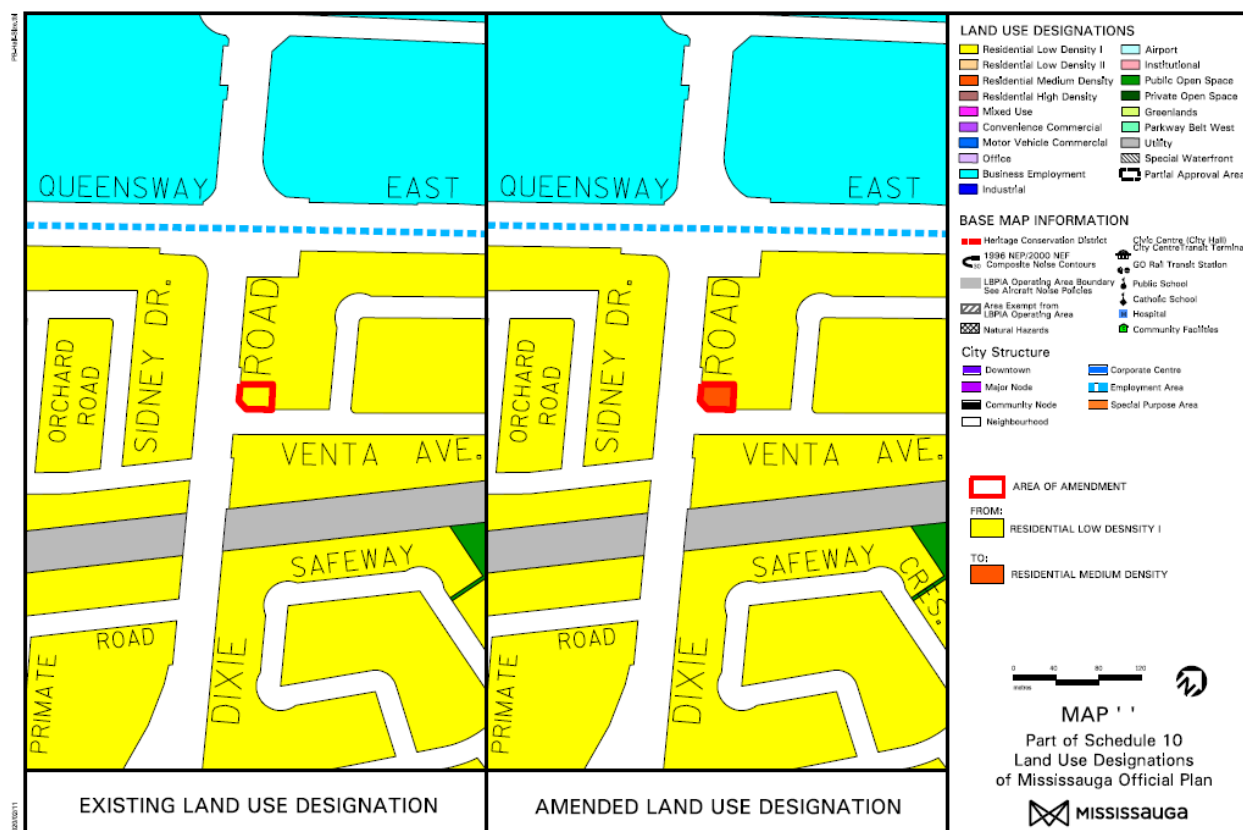 QUEENSWAY EAST
ROAD
SIDNEY DR.
ORCHARD
ROAD
VENTA AVE.
SAFEWAY
ROAD
PRIMATE
DIXIE
EXISTING LAND USE DESIGNATION
QUEENSWAY EAST
ROAD
SIDNEY DR.
ORCHARD
ROAD
VENTA AVE.
SAFEWAY
CRES.
ROAD
PRIMATE
DIXIE
AMENDED LAND USE DESIGNATION
LAND USE DESIGNATIONS
Residential Low Density I
Residential Low Density II
Residential Medium Density
Residential High Density
Mixed Use
Convenience Commercial
Motor Vehicle Commercial
Office
Business Employment
Industrial
Airport
Institutional
Public Open Space
Private Open Space
Greenlands
Parkway Belt West
Utility
Special Waterfront
Partial Approval Area
BASE MAP INFORMATION
Heritage Conservation District
1996 NEP/2000 NEF
Composite Noise Contours
LBPIA Operating Area Boundary
See Aircraft Noise Policies
Area Exempt from
LBPIA Operating Area
Natural Hazards
Civic Centre (City Hall)
City Centre Transit Terminal
GO Rail Transit Station
Public School
Catholic School
Hospital
Community Facilities
City Structure
Downtown
Major Node
Community Node
Neighbourhood
Corporate Centre
Employment Area
Special Purpose Area
AREA OF AMENDMENT
FROM:
RESIDENTIAL LOW DESNSITY I
TO:
RESIDENTIAL MEDIUM DENSITY
0 40 80 120
metres
MAP ' '
Part of Schedule 10
Land Use Designations
of Mississauga Official Plan
MISSISSAUGA